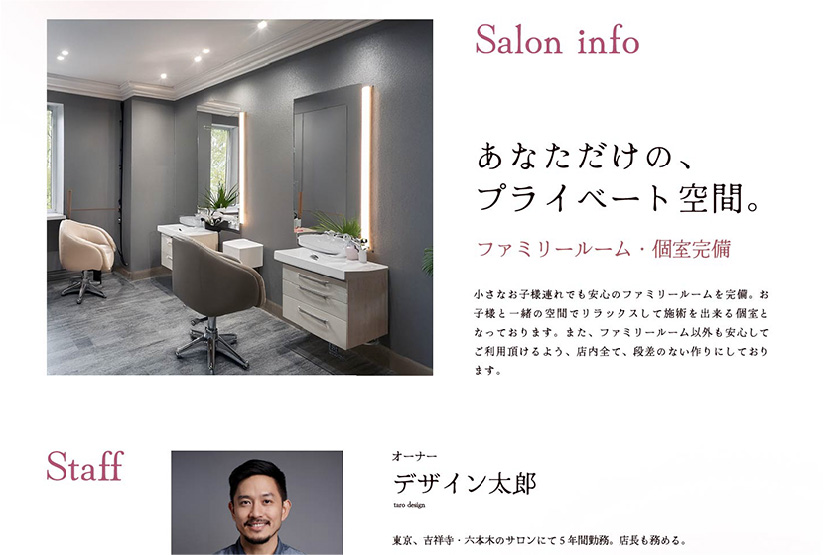 Salon info
あなただけの、
プライベート空間。
ファミリールーム・個室完備
小さなお子様連れでも安心のファミリールームを完備。お
子様と一緒の空間でリラックスして施術を出来る個室と
なっております。また、ファミリールーム以外も安心して
ご利用頂けるよう、店内全て、段差のない作りにしており
ます。
Staff
オーナー
デザイン太郎
taro design
東京、吉祥寺・六本木のサロンにて5年間勤務。店長も務める。